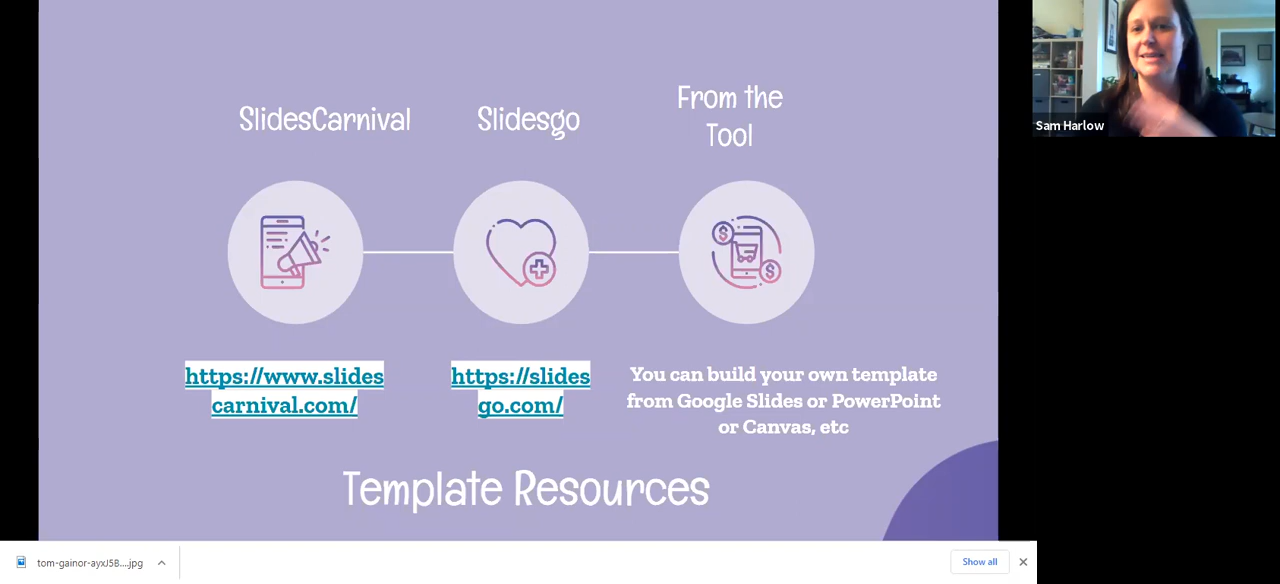 SlidesCarnival
Slidesgo
From the
Tool
$
$
https://www.slides
carnival.com/
https://slides
go.com/
You can build your own template
from Google Slides or PowerPoint
or Canvas, etc
Template Resources
Sam Harlow
tom-gainor-ayxJ5B....jpg
Show all